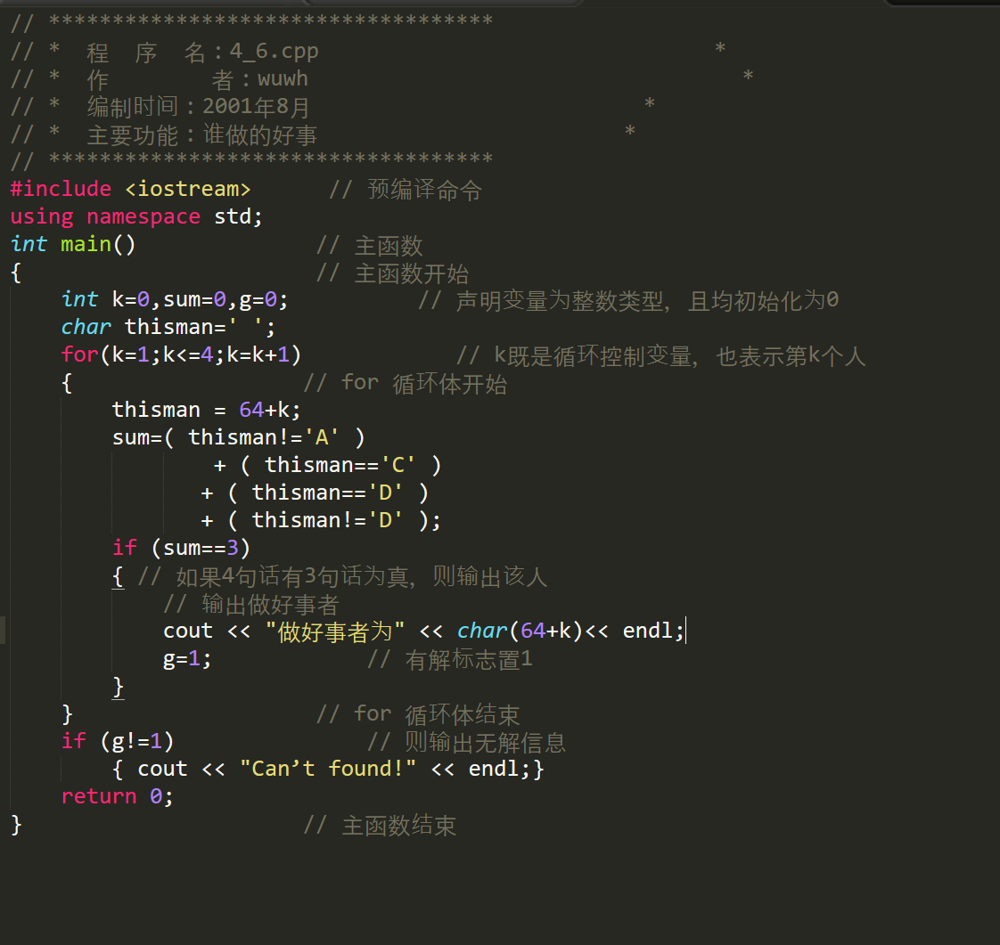 // ***********************************
// *  程  序  名：4_6.cpp                               *
// *  作        者：wuwh                                  *
// *  编制时间：2001年8月                          *
// *  主要功能：谁做的好事                        *
// ***********************************
#include <iostream>      // 预编译命令
using namespace std;
int main()              // 主函数
{                       // 主函数开始
    int k=0,sum=0,g=0;          // 声明变量为整数类型，且均初始化为0
    char thisman=' ';
    for(k=1;k<=4;k=k+1)            // k既是循环控制变量，也表示第k个人
    {                  // for 循环体开始
        thisman = 64+k;
        sum=( thisman!='A' )
                + ( thisman=='C' )
               + ( thisman=='D' )
               + ( thisman!='D' );
        if (sum==3)
        { // 如果4句话有3句话为真，则输出该人
            // 输出做好事者
            cout << "做好事者为" << char(64+k)<< endl;
            g=1;            // 有解标志置1
        }
    }                   // for 循环体结束
    if (g!=1)               // 则输出无解信息
        { cout << "Can’t found!" << endl;}
    return 0;
}                      // 主函数结束